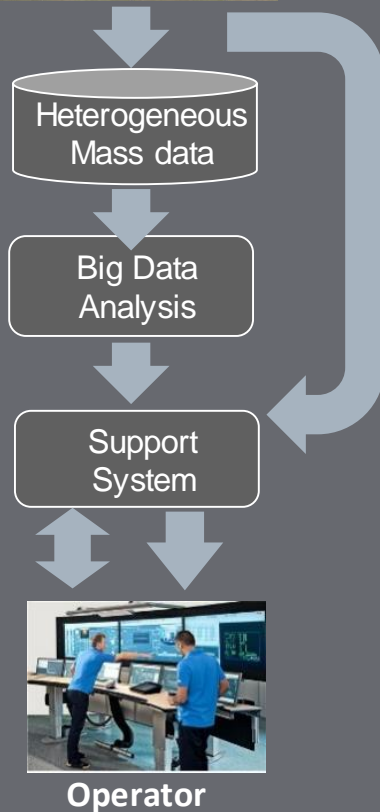 Heterogeneous
Mass data
Big Data
Analysis
Support
System
Operator